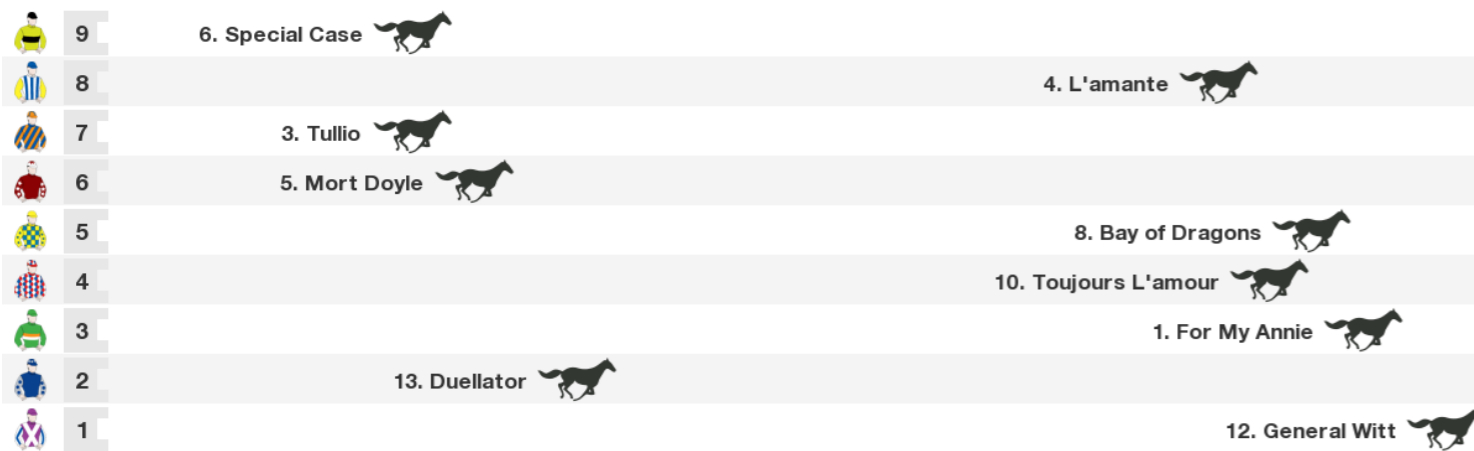 9 6. Special Case
8 4. L'amante
7 3. Tullio
6 5. Mort Doyle
5 8. Bay of Dragons
4 10. Toujours L'amour
3 1. For My Annie
2 13. Duellator
1 12. General Witt